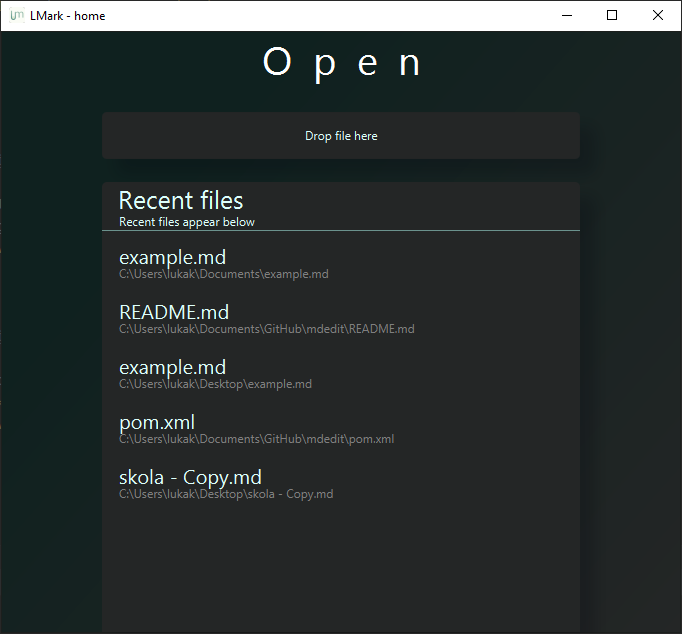 LMark - home
O p e n
Drop file here
Recent files
Recent files appear below
example.md
C:\Users\lukak\Documents\example.md
README.md
C:\Users\lukak\Documents\GitHub\mdedit\README.md
example.md
C:\Users\lukak\Desktop\example.md
pom.xml
C:\Users\lukak\Documents\GitHub\mdedit\pom.xml
skola - Copy.md
C:\Users\lukak\Desktop\skola - Copy.md